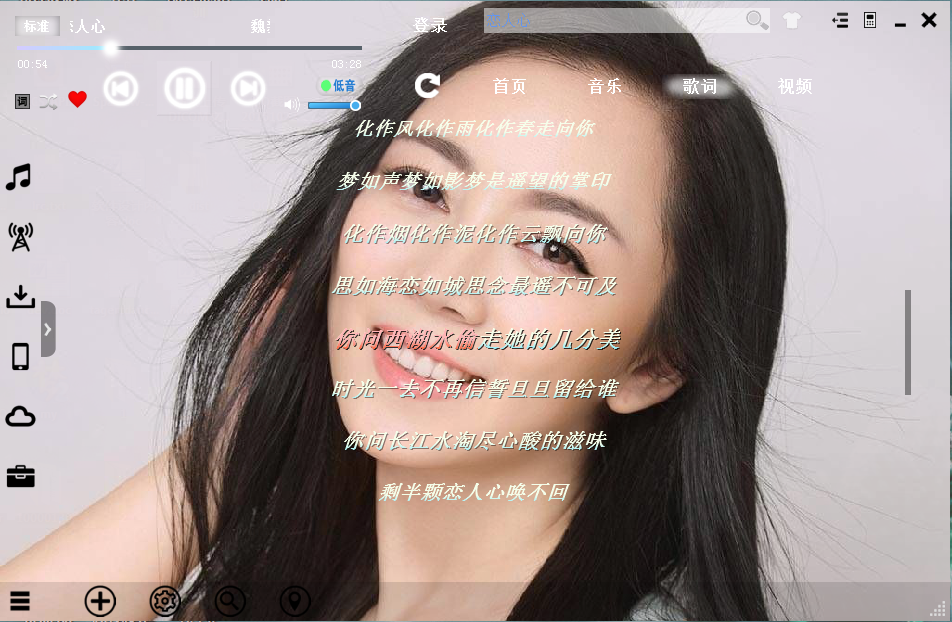 标准
人心
登录
恋人心
00:54
03:28
词
低音
首页
音乐
歌词
视频
化作风化作雨化作春走向你
梦如声梦如影梦是遥望的掌印
化作烟化作泥化作云飘向你
思如海恋如城思念最遥不可及
你问西湖水偷走她的几分美
时光一去不再信誓旦旦留给谁
你问长江水淘尽心酸的滋味
剩半颗恋人心唤不回